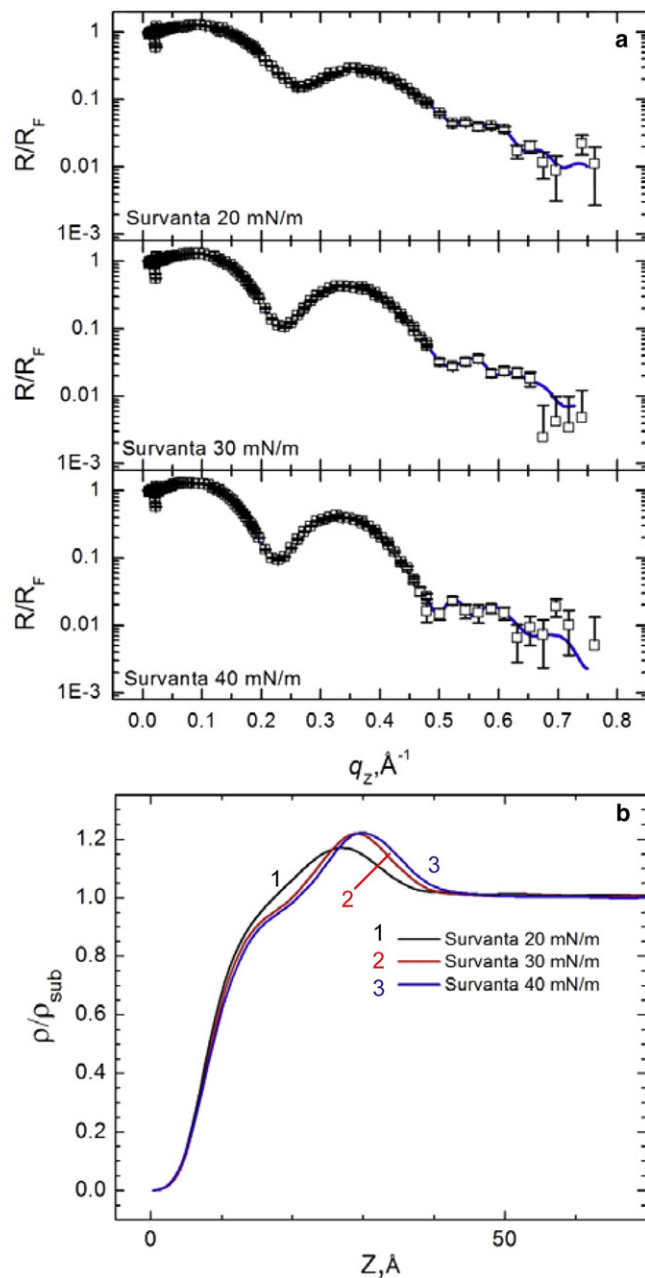 a
1
0.1
0.01
1E-3
R/R_F
Survanta 20 mN/m
1
0.1
0.01
1E-3
R/R_F
Survanta 30 mN/m
1
0.1
0.01
1E-3
R/R_F
Survanta 40 mN/m
0.0 0.1 0.2 0.3 0.4 0.5 0.6 0.7 0.8
q_z,Å⁻¹
b
1.2
1.0
0.8
0.6
0.4
0.2
0.0
ρ/ρ_sub
1
2
3
1 Survanta 20 mN/m
2 Survanta 30 mN/m
3 Survanta 40 mN/m
0 50
Z,Å